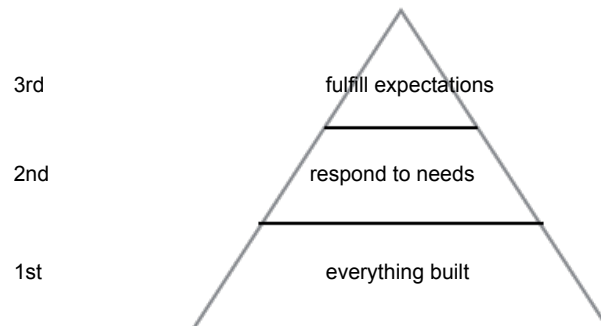 3rd fulfill expectations
2nd respond to needs
1st everything built